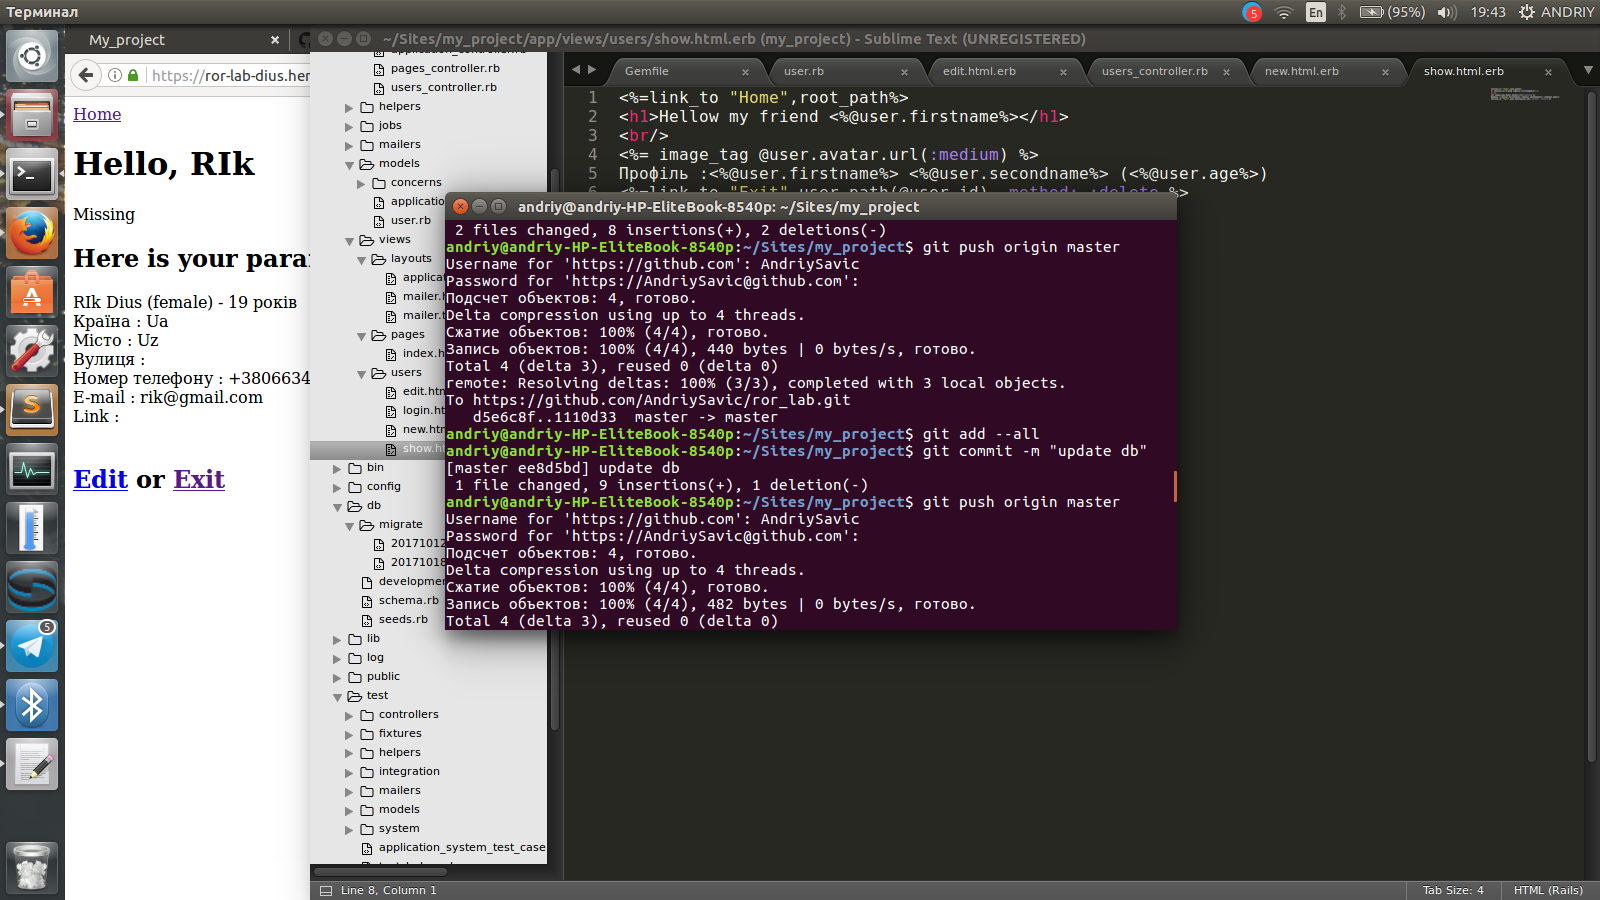 Терминал
5
En
(95%)
19:43
ANDRIY
My_project
https://ror-lab-dius.her
Home
Hello, RIk
Missing
Here is your para
RIk Dius (female) - 19 років
Країна : Ua
Місто : Uz
Вулиця :
Номер телефону : +3806634
E-mail : rik@gmail.com
Link :
Edit or Exit
5
~/Sites/my_project/app/views/users/show.html.erb (my_project) - Sublime Text (UNREGISTERED)
pages_controller.rb
users_controller.rb
helpers
jobs
mailers
models
concerns
applicatio
user.rb
views
layouts
applicat
mailer.h
mailer.t
pages
index.h
users
edit.htm
login.ht
new.htm
show.ht
bin
config
db
migrate
20171012
20171018
developmen
schema.rb
seeds.rb
lib
log
public
test
controllers
fixtures
helpers
integration
mailers
models
system
application_system_test_case
Gemfile
user.rb
edit.html.erb
users_controller.rb
new.html.erb
show.html.erb
1 <%=link_to "Home",root_path%>
2 <h1>Hellow my friend <%@user.firstname%></h1>
3 <br/>
4 <%= image_tag @user.avatar.url(:medium) %>
5 Профіль :<%@user.firstname%> <%@user.secondname%> (<%@user.age%>)
6 <%=link_to "Exit",user_path(@user.id), method: :delete %>
andriy@andriy-HP-EliteBook-8540p: ~/Sites/my_project
2 files changed, 8 insertions(+), 2 deletions(-)
andriy@andriy-HP-EliteBook-8540p:~/Sites/my_project$ git push origin master
Username for 'https://github.com': AndriySavic
Password for 'https://AndriySavic@github.com':
Подсчет объектов: 4, готово.
Delta compression using up to 4 threads.
Сжатие объектов: 100% (4/4), готово.
Запись объектов: 100% (4/4), 440 bytes | 0 bytes/s, готово.
Total 4 (delta 3), reused 0 (delta 0)
remote: Resolving deltas: 100% (3/3), completed with 3 local objects.
To https://github.com/AndriySavic/ror_lab.git
d5e6c8f..1110d33  master -> master
andriy@andriy-HP-EliteBook-8540p:~/Sites/my_project$ git add --all
andriy@andriy-HP-EliteBook-8540p:~/Sites/my_project$ git commit -m "update db"
[master ee8d5bd] update db
1 file changed, 9 insertions(+), 1 deletion(-)
andriy@andriy-HP-EliteBook-8540p:~/Sites/my_project$ git push origin master
Username for 'https://github.com': AndriySavic
Password for 'https://AndriySavic@github.com':
Подсчет объектов: 4, готово.
Delta compression using up to 4 threads.
Сжатие объектов: 100% (4/4), готово.
Запись объектов: 100% (4/4), 482 bytes | 0 bytes/s, готово.
Total 4 (delta 3), reused 0 (delta 0)
Line 8, Column 1
Tab Size: 4
HTML (Rails)